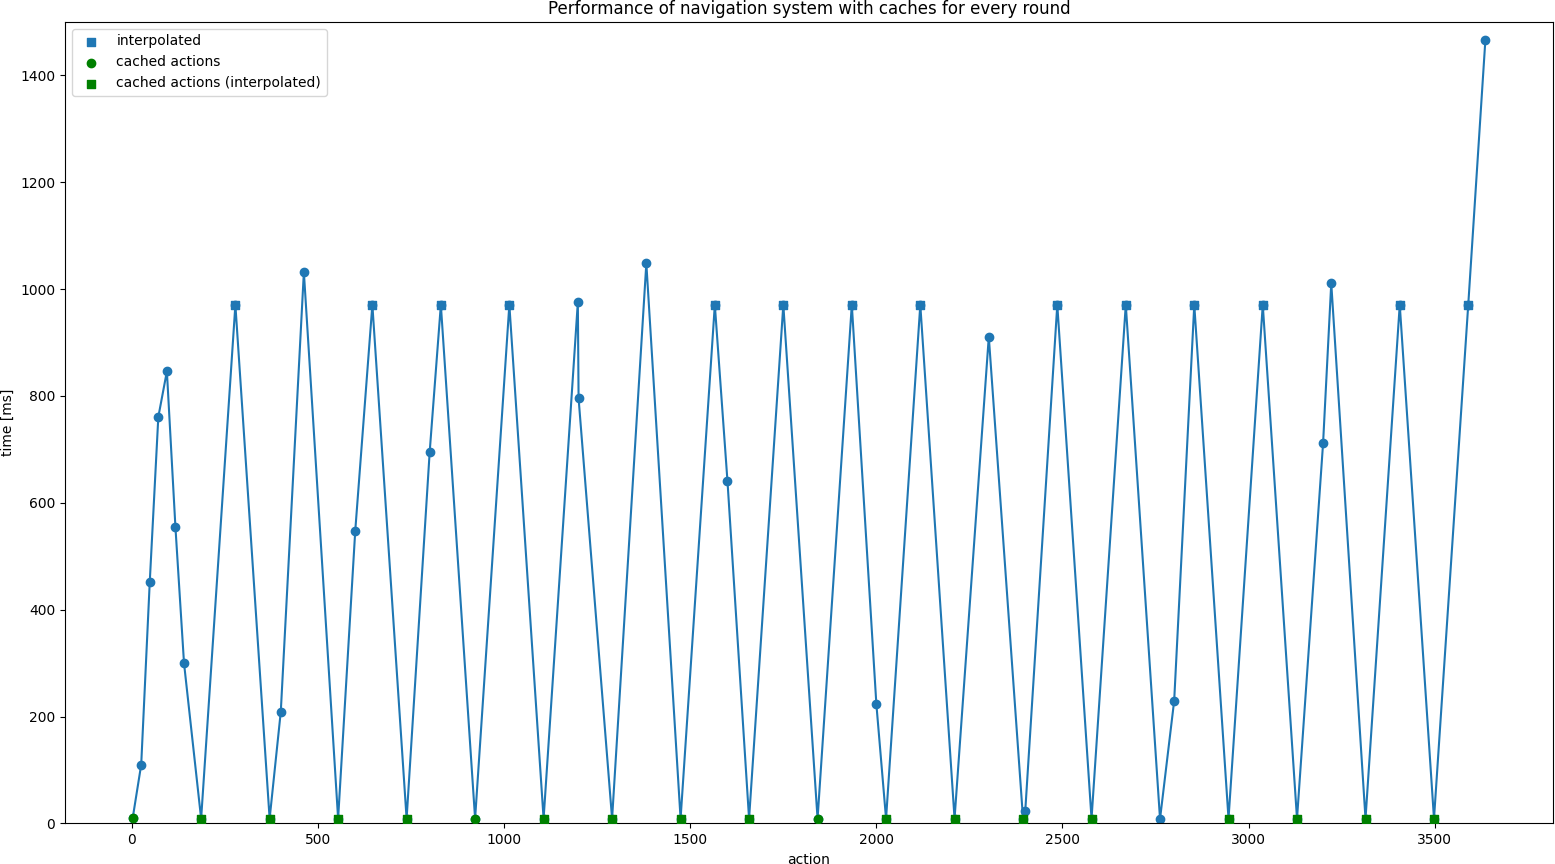 Performance of navigation system with caches for every round
interpolated
cached actions
cached actions (interpolated)
time [ms]
1400
1200
1000
800
600
400
200
0
0 500 1000 1500 2000 2500 3000 3500
action